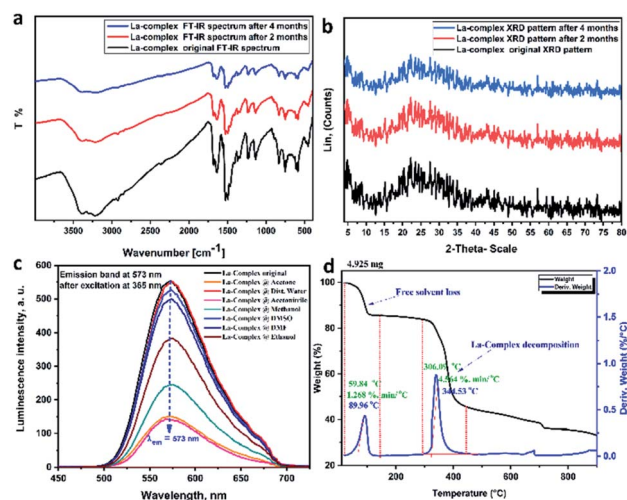 a
La-complex FT-IR spectrum after 4 months
La-complex FT-IR spectrum after 2 months
La-complex original FT-IR spectrum
T %
3500 3000 2500 2000 1500 1000 500
Wavenumber [cm-1]
b
La-complex XRD pattern after 4 months
La-complex XRD pattern after 2 months
La-complex original XRD pattern
Lin, (Counts)
5 10 15 20 25 30 35 40 45 50 55 60 65 70 75 80
2-Theta- Scale
c
Emission band at 573 nm
after excitation at 365 nm
La-Complex original
La-Complex @ Acetone
La-Complex @ Dist. Water
La-Complex @ Acetonitrile
La-Complex @ Methanol
La-Complex @ DMSO
La-Complex @ DMF
La-Complex @ Ethanol
λem = 573 nm
Luminescence intensity, a. u.
550
500
450
400
350
300
250
200
150
100
50
0
450 500 550 600 650 700
Wavelength, nm
d
4.925 mg
Weight
Deriv. Weight
Free solvent loss
La-Complex decomposition
59.84 °C
1.268 %. min/°C
89.96 °C
4.564 %. min/°C
344.53 °C
Weight (%)
100
80
60
40
20
Deriv. Weight (%/°C)
2.0
1.5
1.0
0.5
0.0
200 400 600 800
Temperature [°C]